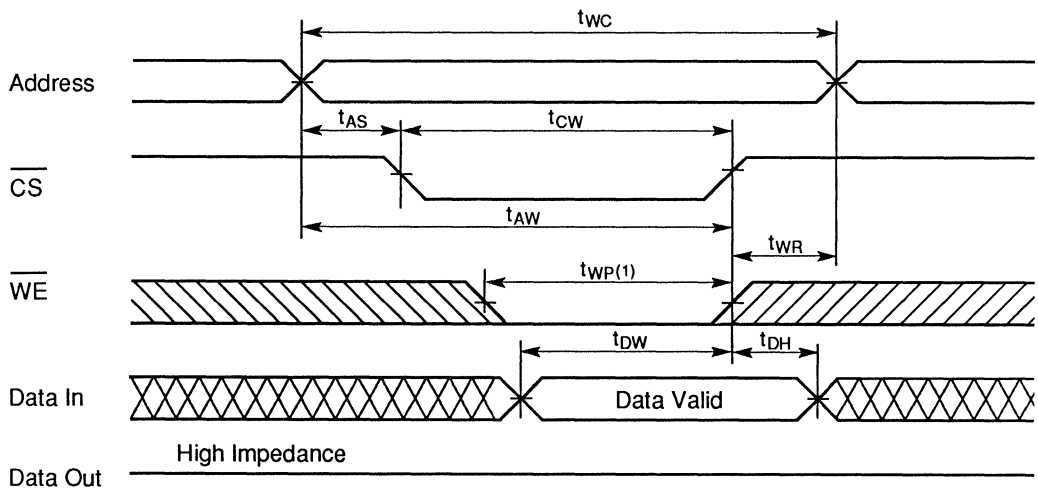 tWC
Address
tAS
tCW
CS
tAW
tWR
WE
tWP(1)
tDW
tDH
Data In
Data Valid
High Impedance
Data Out